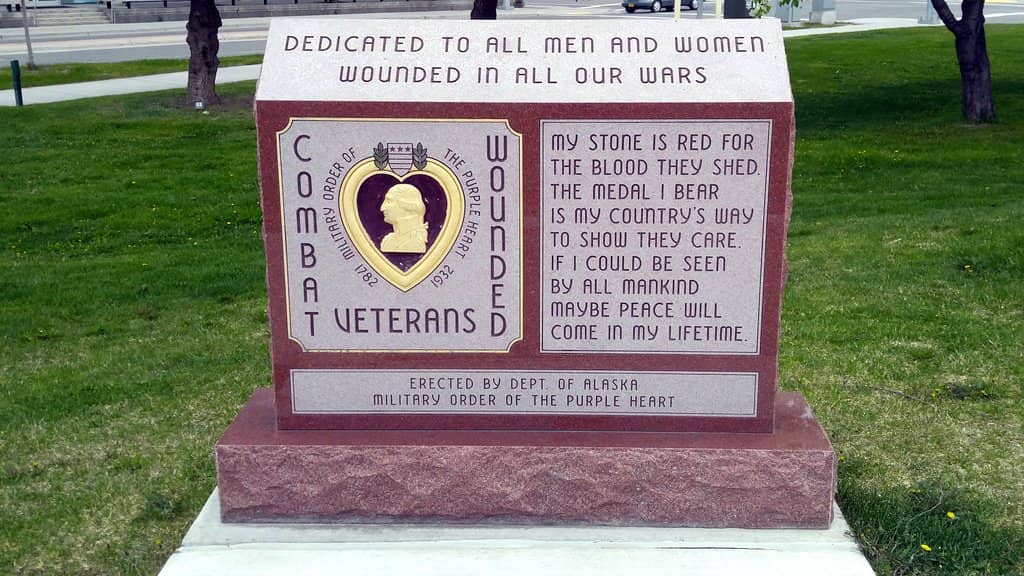 DEDICATED TO ALL MEN AND WOMEN
WOUNDED IN ALL OUR WARS
COMBAT
WOUNDED
VETERANS
MILITARY ORDER OF
THE PURPLE HEART
1782
1932
MY STONE IS RED FOR
THE BLOOD THEY SHED.
THE MEDAL I BEAR
IS MY COUNTRY'S WAY
TO SHOW THEY CARE.
IF I COULD BE SEEN
BY ALL MANKIND
MAYBE PEACE WILL
COME IN MY LIFETIME.
ERECTED BY DEPT. OF ALASKA
MILITARY ORDER OF THE PURPLE HEART